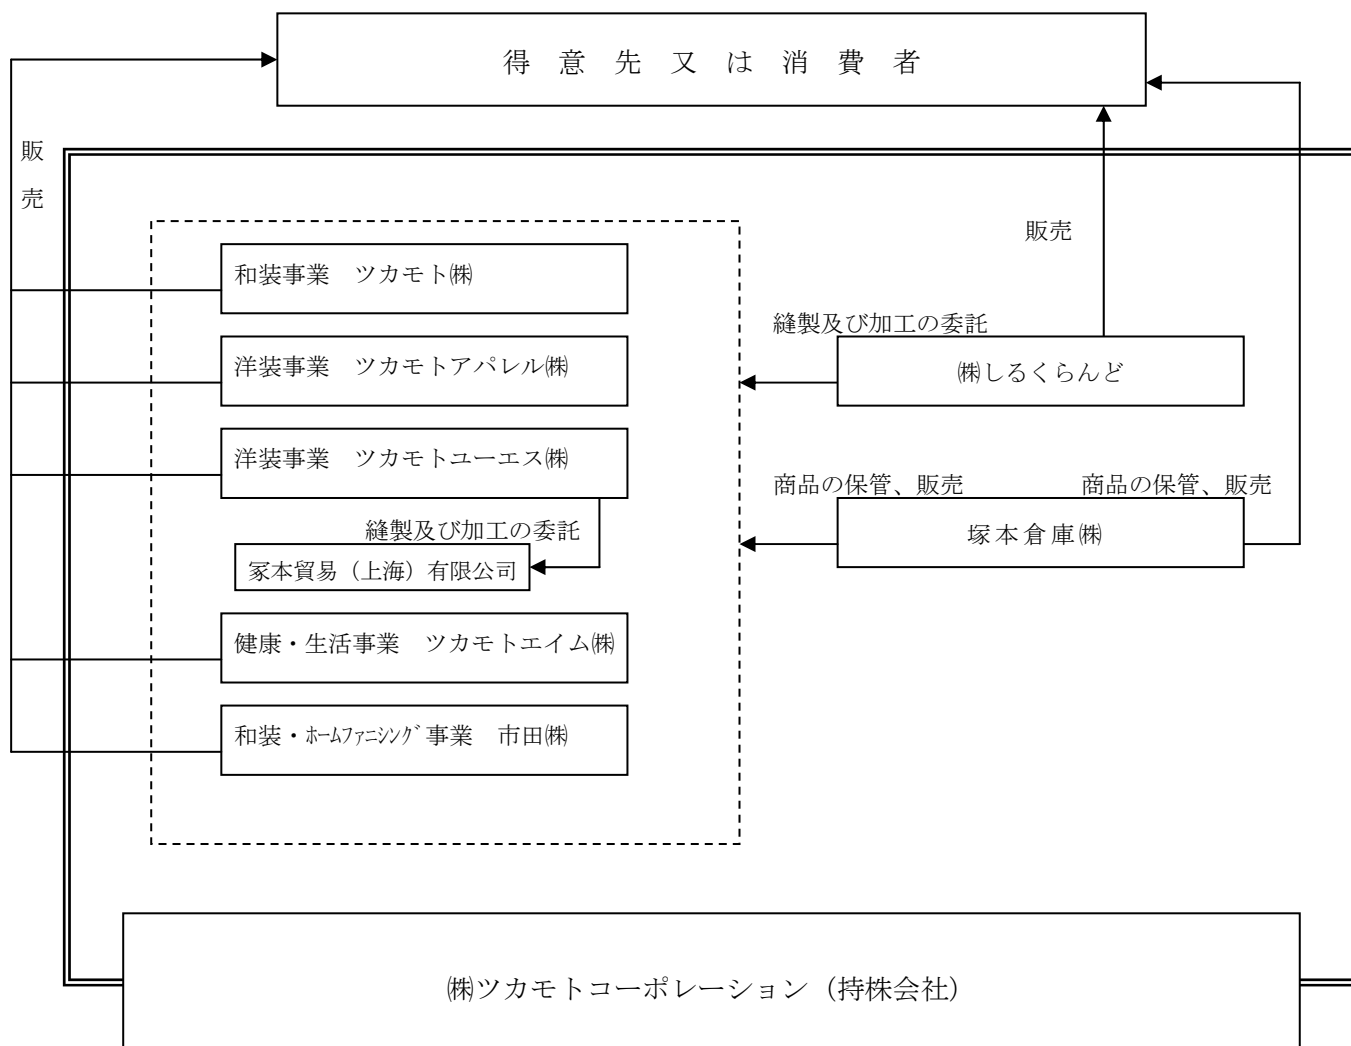 得意先又は消費者
販
売
販売
和装事業　ツカモト㈱
縫製及び加工の委託
洋装事業　ツカモトアパレル㈱
㈱しるくらんど
洋装事業　ツカモトユーエス㈱
商品の保管、販売
商品の保管、販売
縫製及び加工の委託
塚本倉庫㈱
冢本貿易（上海）有限公司
健康・生活事業　ツカモトエイム㈱
和装・ﾎｰﾑﾌｧﾆｼﾝｸﾞ事業　市田㈱
㈱ツカモトコーポレーション（持株会社）